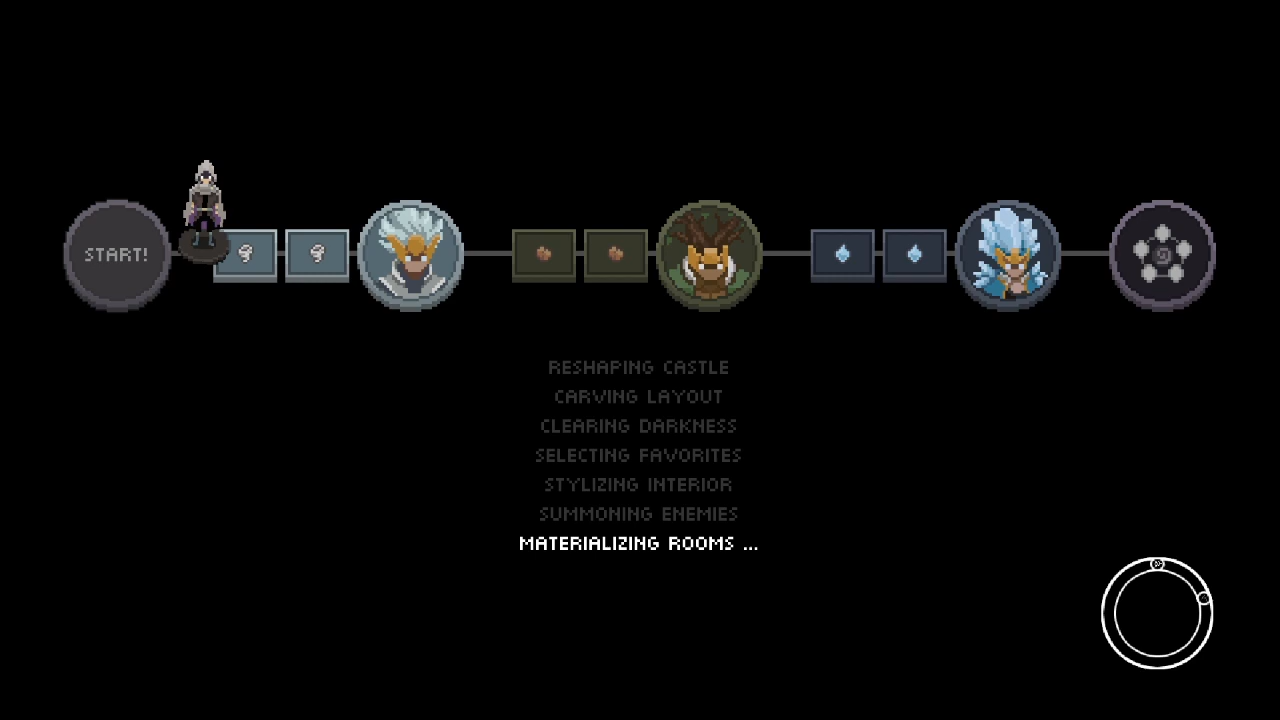 START!
RESHAPING CASTLE
CARVING LAYOUT
CLEARING DARKNESS
SELECTING FAVORITES
STYLIZING INTERIOR
SUMMONING ENEMIES
MATERIALIZING ROOMS ...